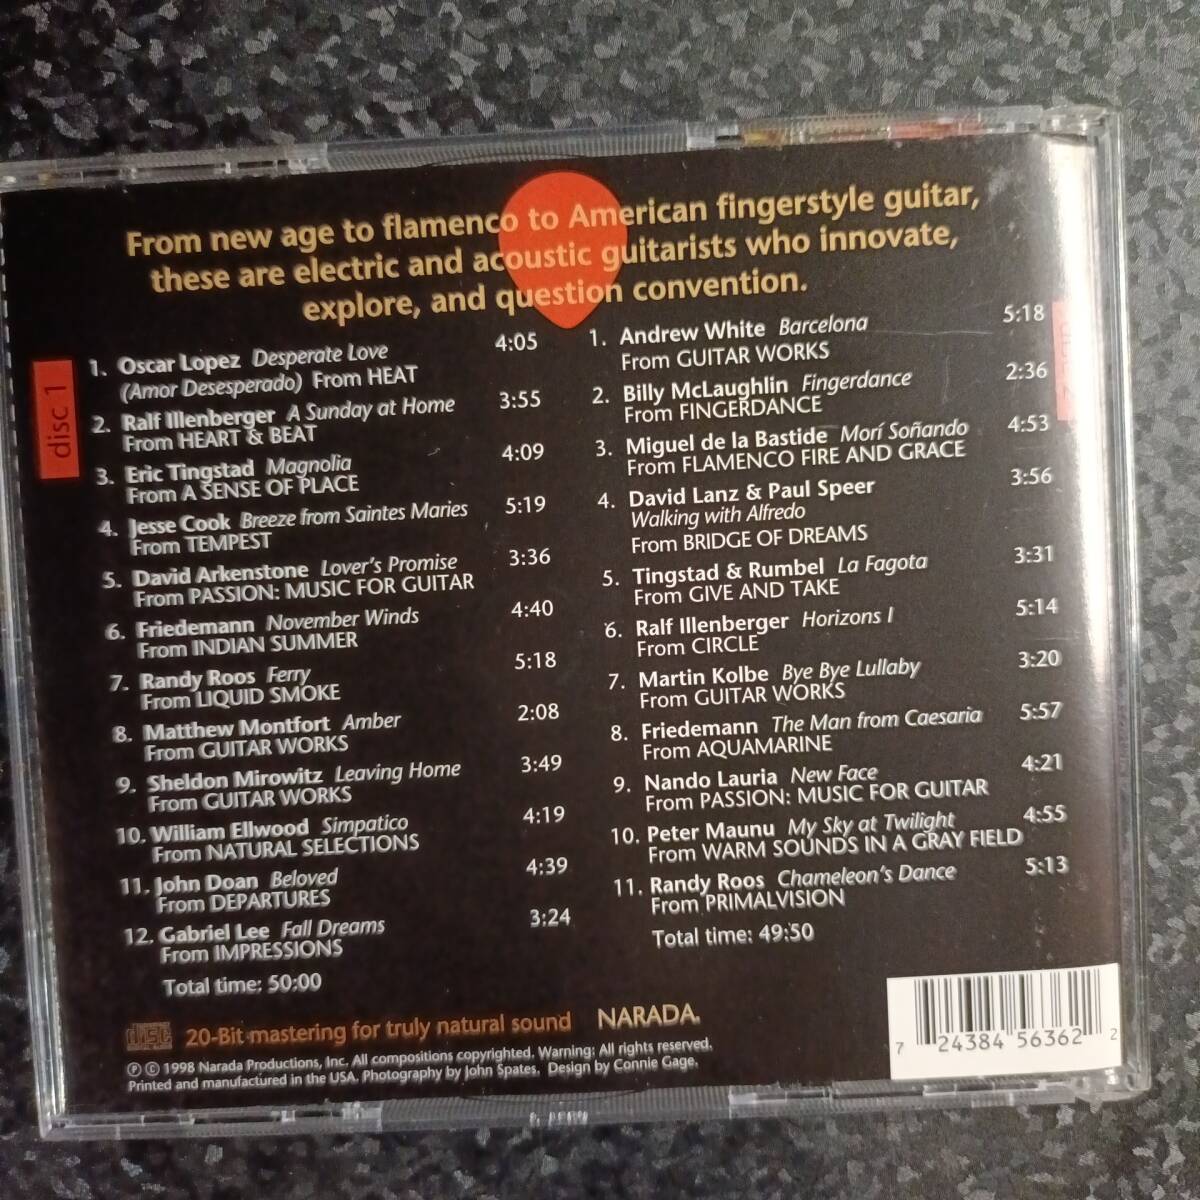 From new age to flamenco to American fingerstyle guitar,
these are electric and acoustic guitarists who innovate,
explore, and question convention.
disc 1
1. Oscar Lopez Desperate Love 4:05
(Amor Desesperado) From HEAT
2. Ralf Illenberger A Sunday at Home 3:55
From HEART & BEAT
3. Eric Tingstad Magnolia 4:09
From A SENSE OF PLACE
4. Jesse Cook Breeze from Saintes Maries 5:19
From TEMPEST
5. David Arkenstone Lover's Promise 3:36
From PASSION: MUSIC FOR GUITAR
6. Friedemann November Winds 4:40
From INDIAN SUMMER
7. Randy Roos Ferry 5:18
From LIQUID SMOKE
8. Matthew Montfort Amber 2:08
From GUITAR WORKS
9. Sheldon Mirowitz Leaving Home 3:49
From GUITAR WORKS
10. William Ellwood Simpatico 4:19
From NATURAL SELECTIONS
11. John Doan Beloved 4:39
From DEPARTURES
12. Gabriel Lee Fall Dreams 3:24
From IMPRESSIONS
Total time: 50:00
1. Andrew White Barcelona 5:18
From GUITAR WORKS
2. Billy McLaughlin Fingerdance 2:36
From FINGERDANCE
3. Miguel de la Bastide Morí Soñando 4:53
From FLAMENCO FIRE AND GRACE
4. David Lanz & Paul Speer 3:56
Walking with Alfredo
From BRIDGE OF DREAMS
5. Tingstad & Rumbel La Fagota 3:31
From GIVE AND TAKE
6. Ralf Illenberger Horizons I 5:14
From CIRCLE
7. Martin Kolbe Bye Bye Lullaby 3:20
From GUITAR WORKS
8. Friedemann The Man from Caesaria 5:57
From AQUAMARINE
9. Nando Lauria New Face 4:21
From PASSION: MUSIC FOR GUITAR
10. Peter Maunu My Sky at Twilight 4:55
From WARM SOUNDS IN A GRAY FIELD
11. Randy Roos Chameleon's Dance 5:13
From PRIMALVISION
Total time: 49:50
20-Bit mastering for truly natural sound NARADA.
℗ © 1998 Narada Productions, Inc. All compositions copyrighted. Warning: All rights reserved.
Printed and manufactured in the USA. Photography by John Spates. Design by Connie Gage.
7 24384 56362 2